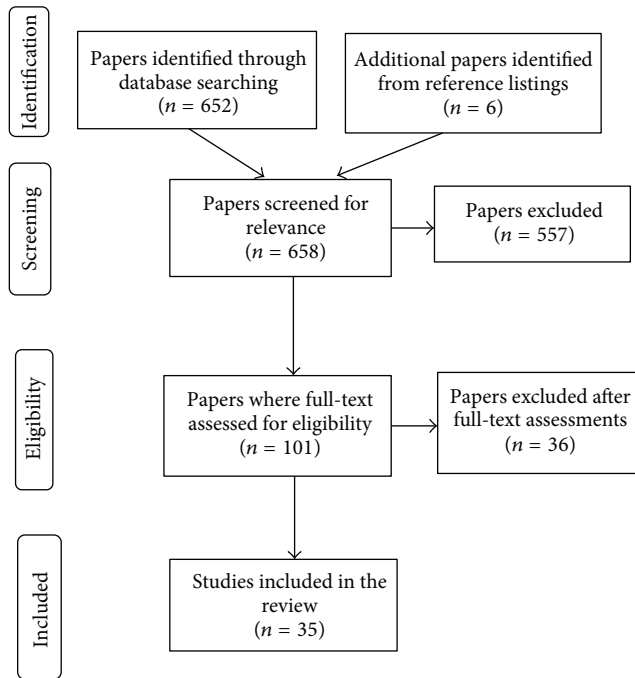 Identification
Papers identified through
database searching
(n = 652)
Additional papers identified
from reference listings
(n = 6)
Screening
Papers screened for
relevance
(n = 658)
Papers excluded
(n = 557)
Eligibility
Papers where full-text
assessed for eligibility
(n = 101)
Papers excluded after
full-text assessments
(n = 36)
Included
Studies included in the
review
(n = 35)